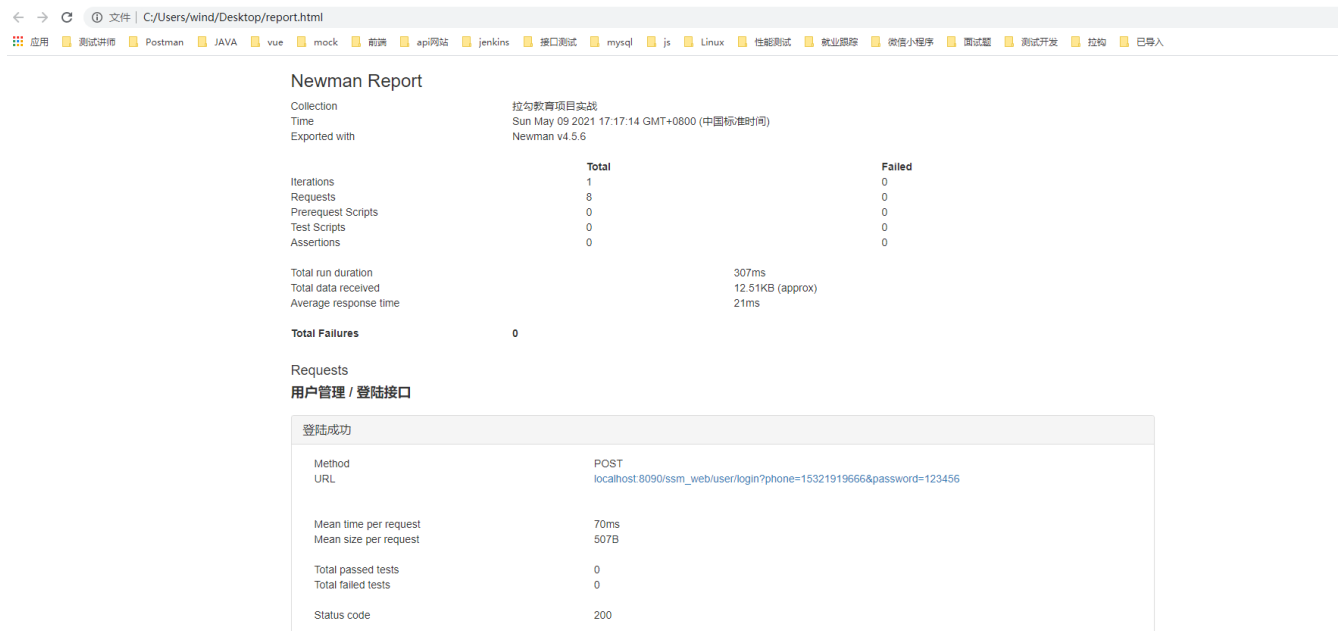 文件 C:/Users/wind/Desktop/report.html
应用 测试讲师 Postman JAVA vue mock 前端 api网站 jenkins 接口测试 mysql js Linux 性能测试 就业跟踪 微信小程序 面试题 测试开发 拉钩 已导入
Newman Report
Collection 拉勾教育项目实战
Time Sun May 09 2021 17:17:14 GMT+0800 (中国标准时间)
Exported with Newman v4.5.6
Total Failed
Iterations 1 0
Requests 8 0
Prerequest Scripts 0 0
Test Scripts 0 0
Assertions 0 0
Total run duration 307ms
Total data received 12.51KB (approx)
Average response time 21ms
Total Failures 0
Requests
用户管理 / 登陆接口
登陆成功
Method POST
URL localhost:8090/ssm_web/user/login?phone=15321919666&password=123456
Mean time per request 70ms
Mean size per request 507B
Total passed tests 0
Total failed tests 0
Status code 200